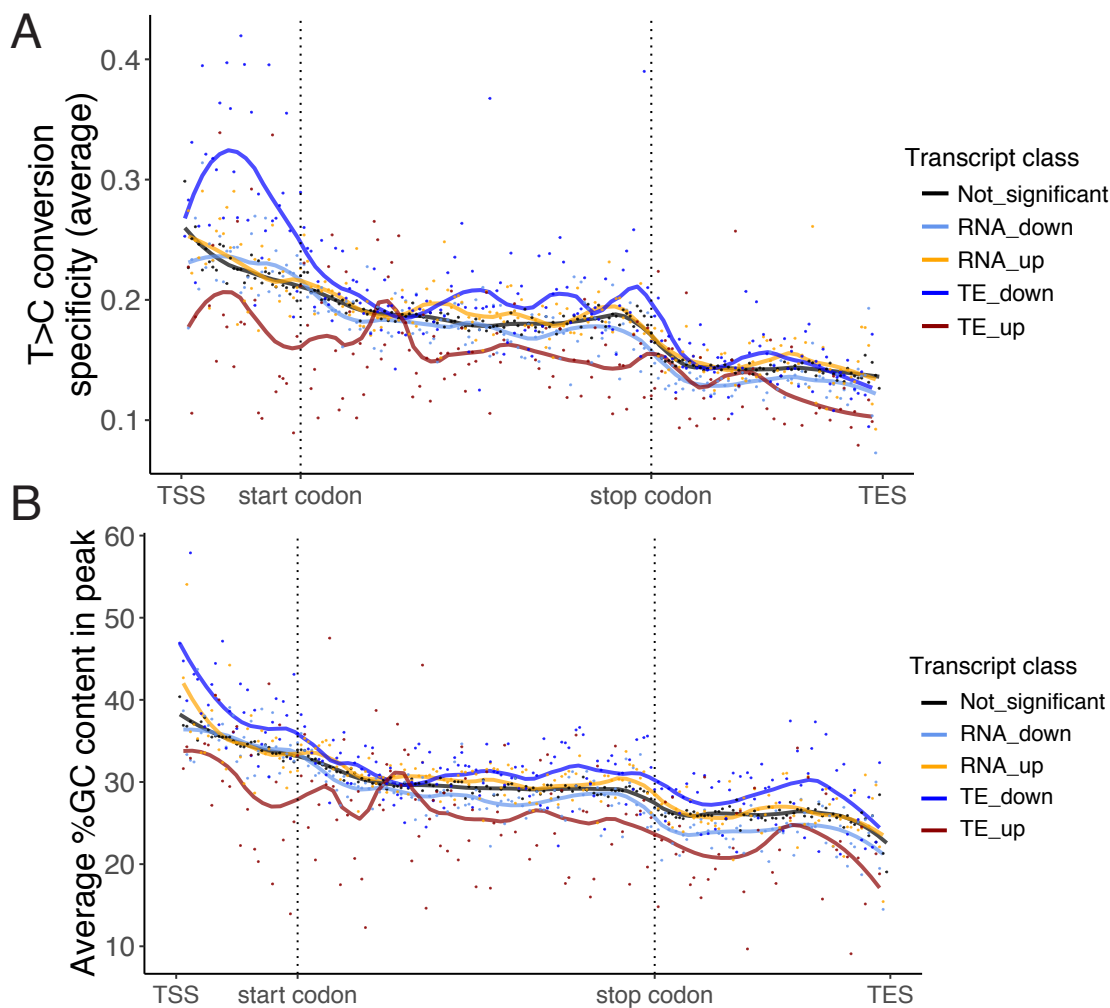 A
T>C conversion
specificity (average)
0.4
0.3
0.2
0.1
TSS
start codon
stop codon
TES
Transcript class
Not_significant
RNA_down
RNA_up
TE_down
TE_up
B
Average %GC content in peak
60
50
40
30
20
10
TSS
start codon
stop codon
TES
Transcript class
Not_significant
RNA_down
RNA_up
TE_down
TE_up